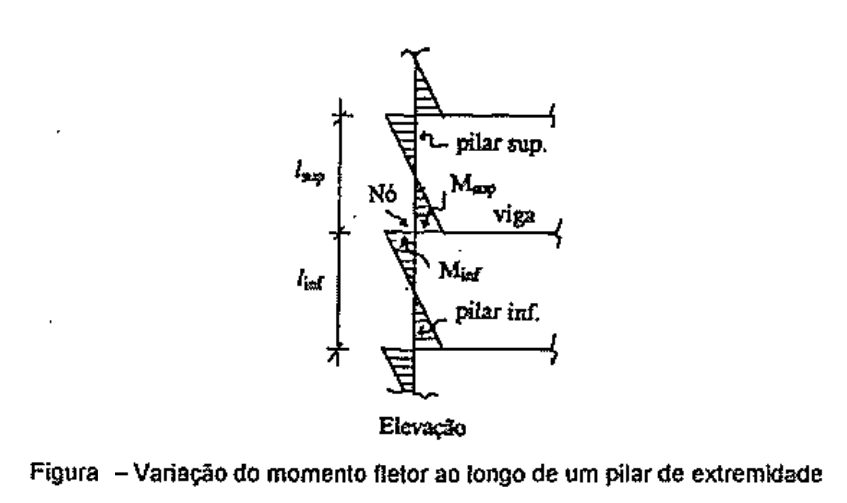 pilar sup.
l_sup
Nó
M_sup
viga
l_inf
M_inf
pilar inf.
Elevação
Figura – Variação do momento fletor ao longo de um pilar de extremidade